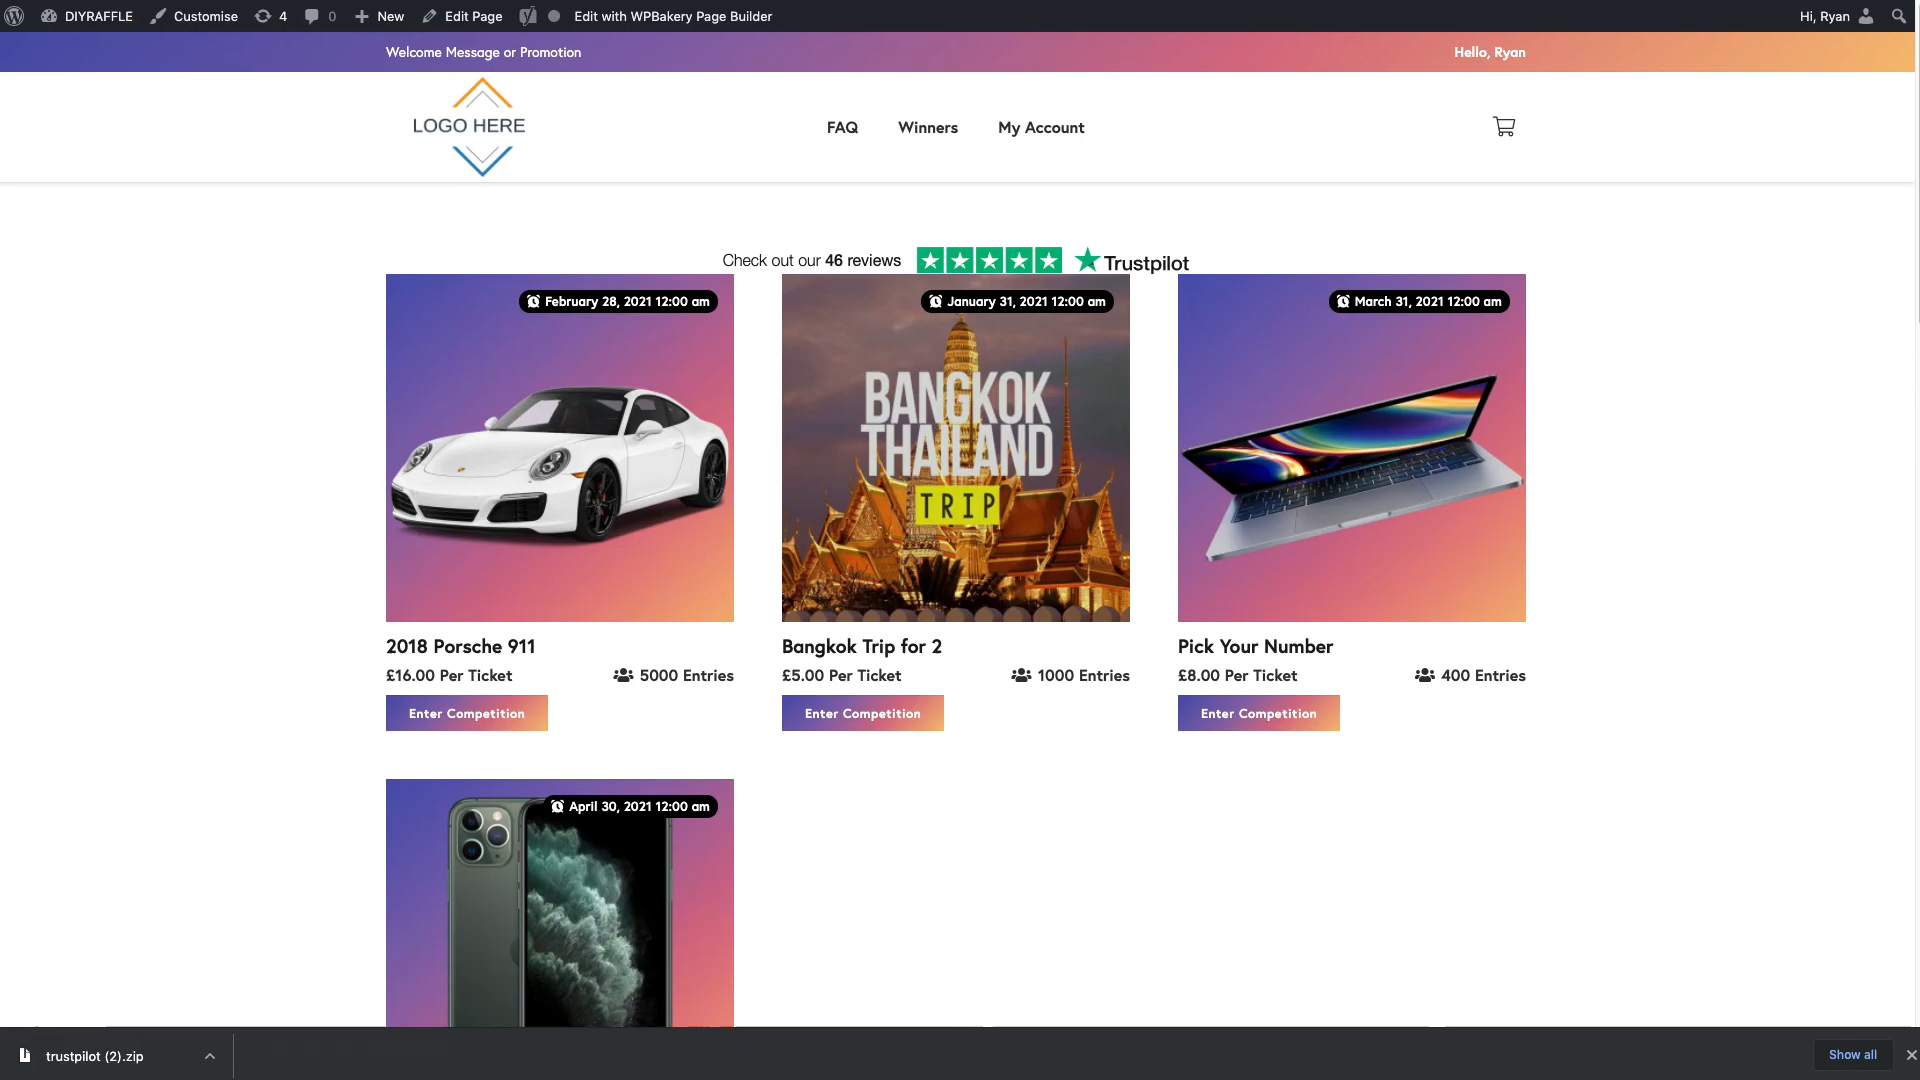 DIYRAFFLE Customise 4 0 New Edit Page Edit with WPBakery Page Builder Hi, Ryan
Welcome Message or Promotion Hello, Ryan
LOGO HERE FAQ Winners My Account
Check out our 46 reviews Trustpilot
February 28, 2021 12:00 am January 31, 2021 12:00 am March 31, 2021 12:00 am
BANGKOK
THAILAND
TRIP
2018 Porsche 911 Bangkok Trip for 2 Pick Your Number
£16.00 Per Ticket 5000 Entries £5.00 Per Ticket 1000 Entries £8.00 Per Ticket 400 Entries
Enter Competition Enter Competition Enter Competition
April 30, 2021 12:00 am
trustpilot (2).zip Show all